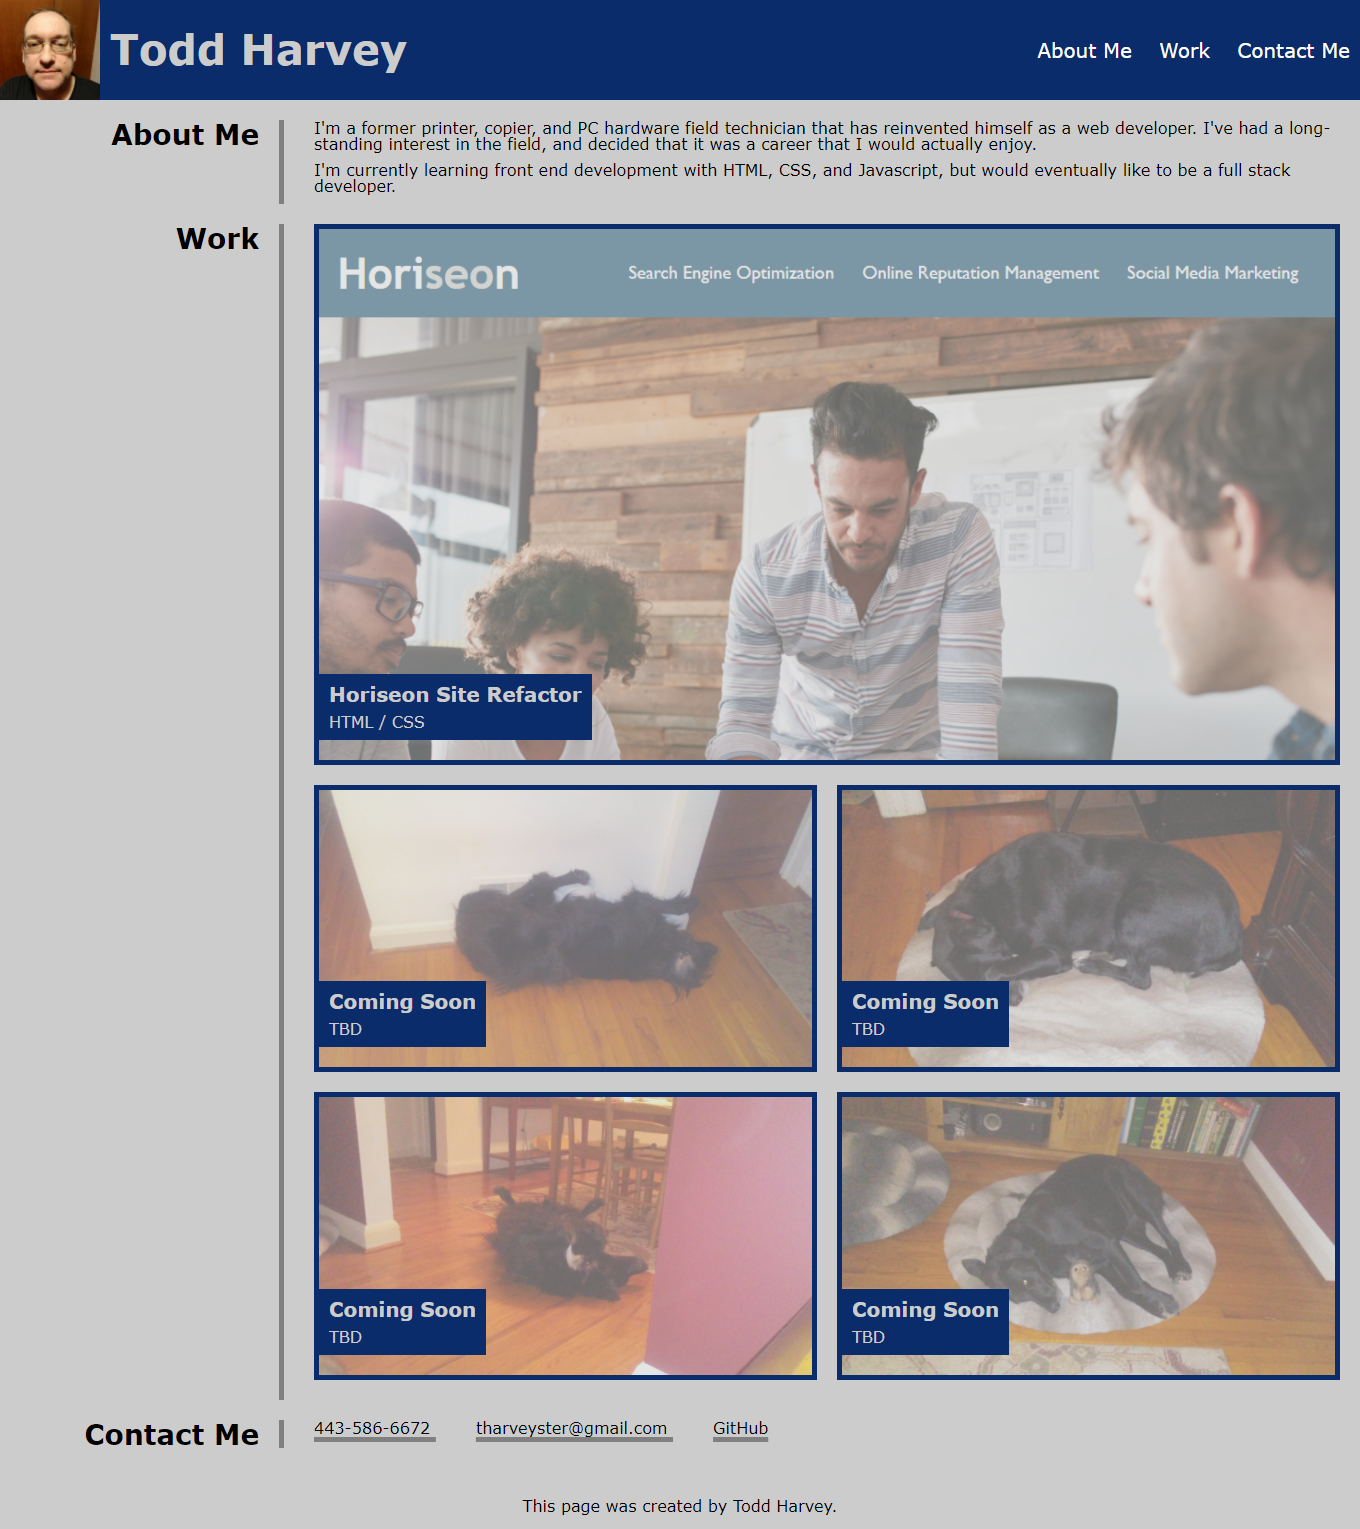 Todd Harvey
About Me
Work
Contact Me
About Me
I'm a former printer, copier, and PC hardware field technician that has reinvented himself as a web developer. I've had a long-
standing interest in the field, and decided that it was a career that I would actually enjoy.
I'm currently learning front end development with HTML, CSS, and Javascript, but would eventually like to be a full stack
developer.
Work
Horiseon
Search Engine Optimization
Online Reputation Management
Social Media Marketing
Horiseon Site Refactor
HTML / CSS
Coming Soon
TBD
Coming Soon
TBD
Coming Soon
TBD
Coming Soon
TBD
Contact Me
443-586-6672
tharveyster@gmail.com
GitHub
This page was created by Todd Harvey.